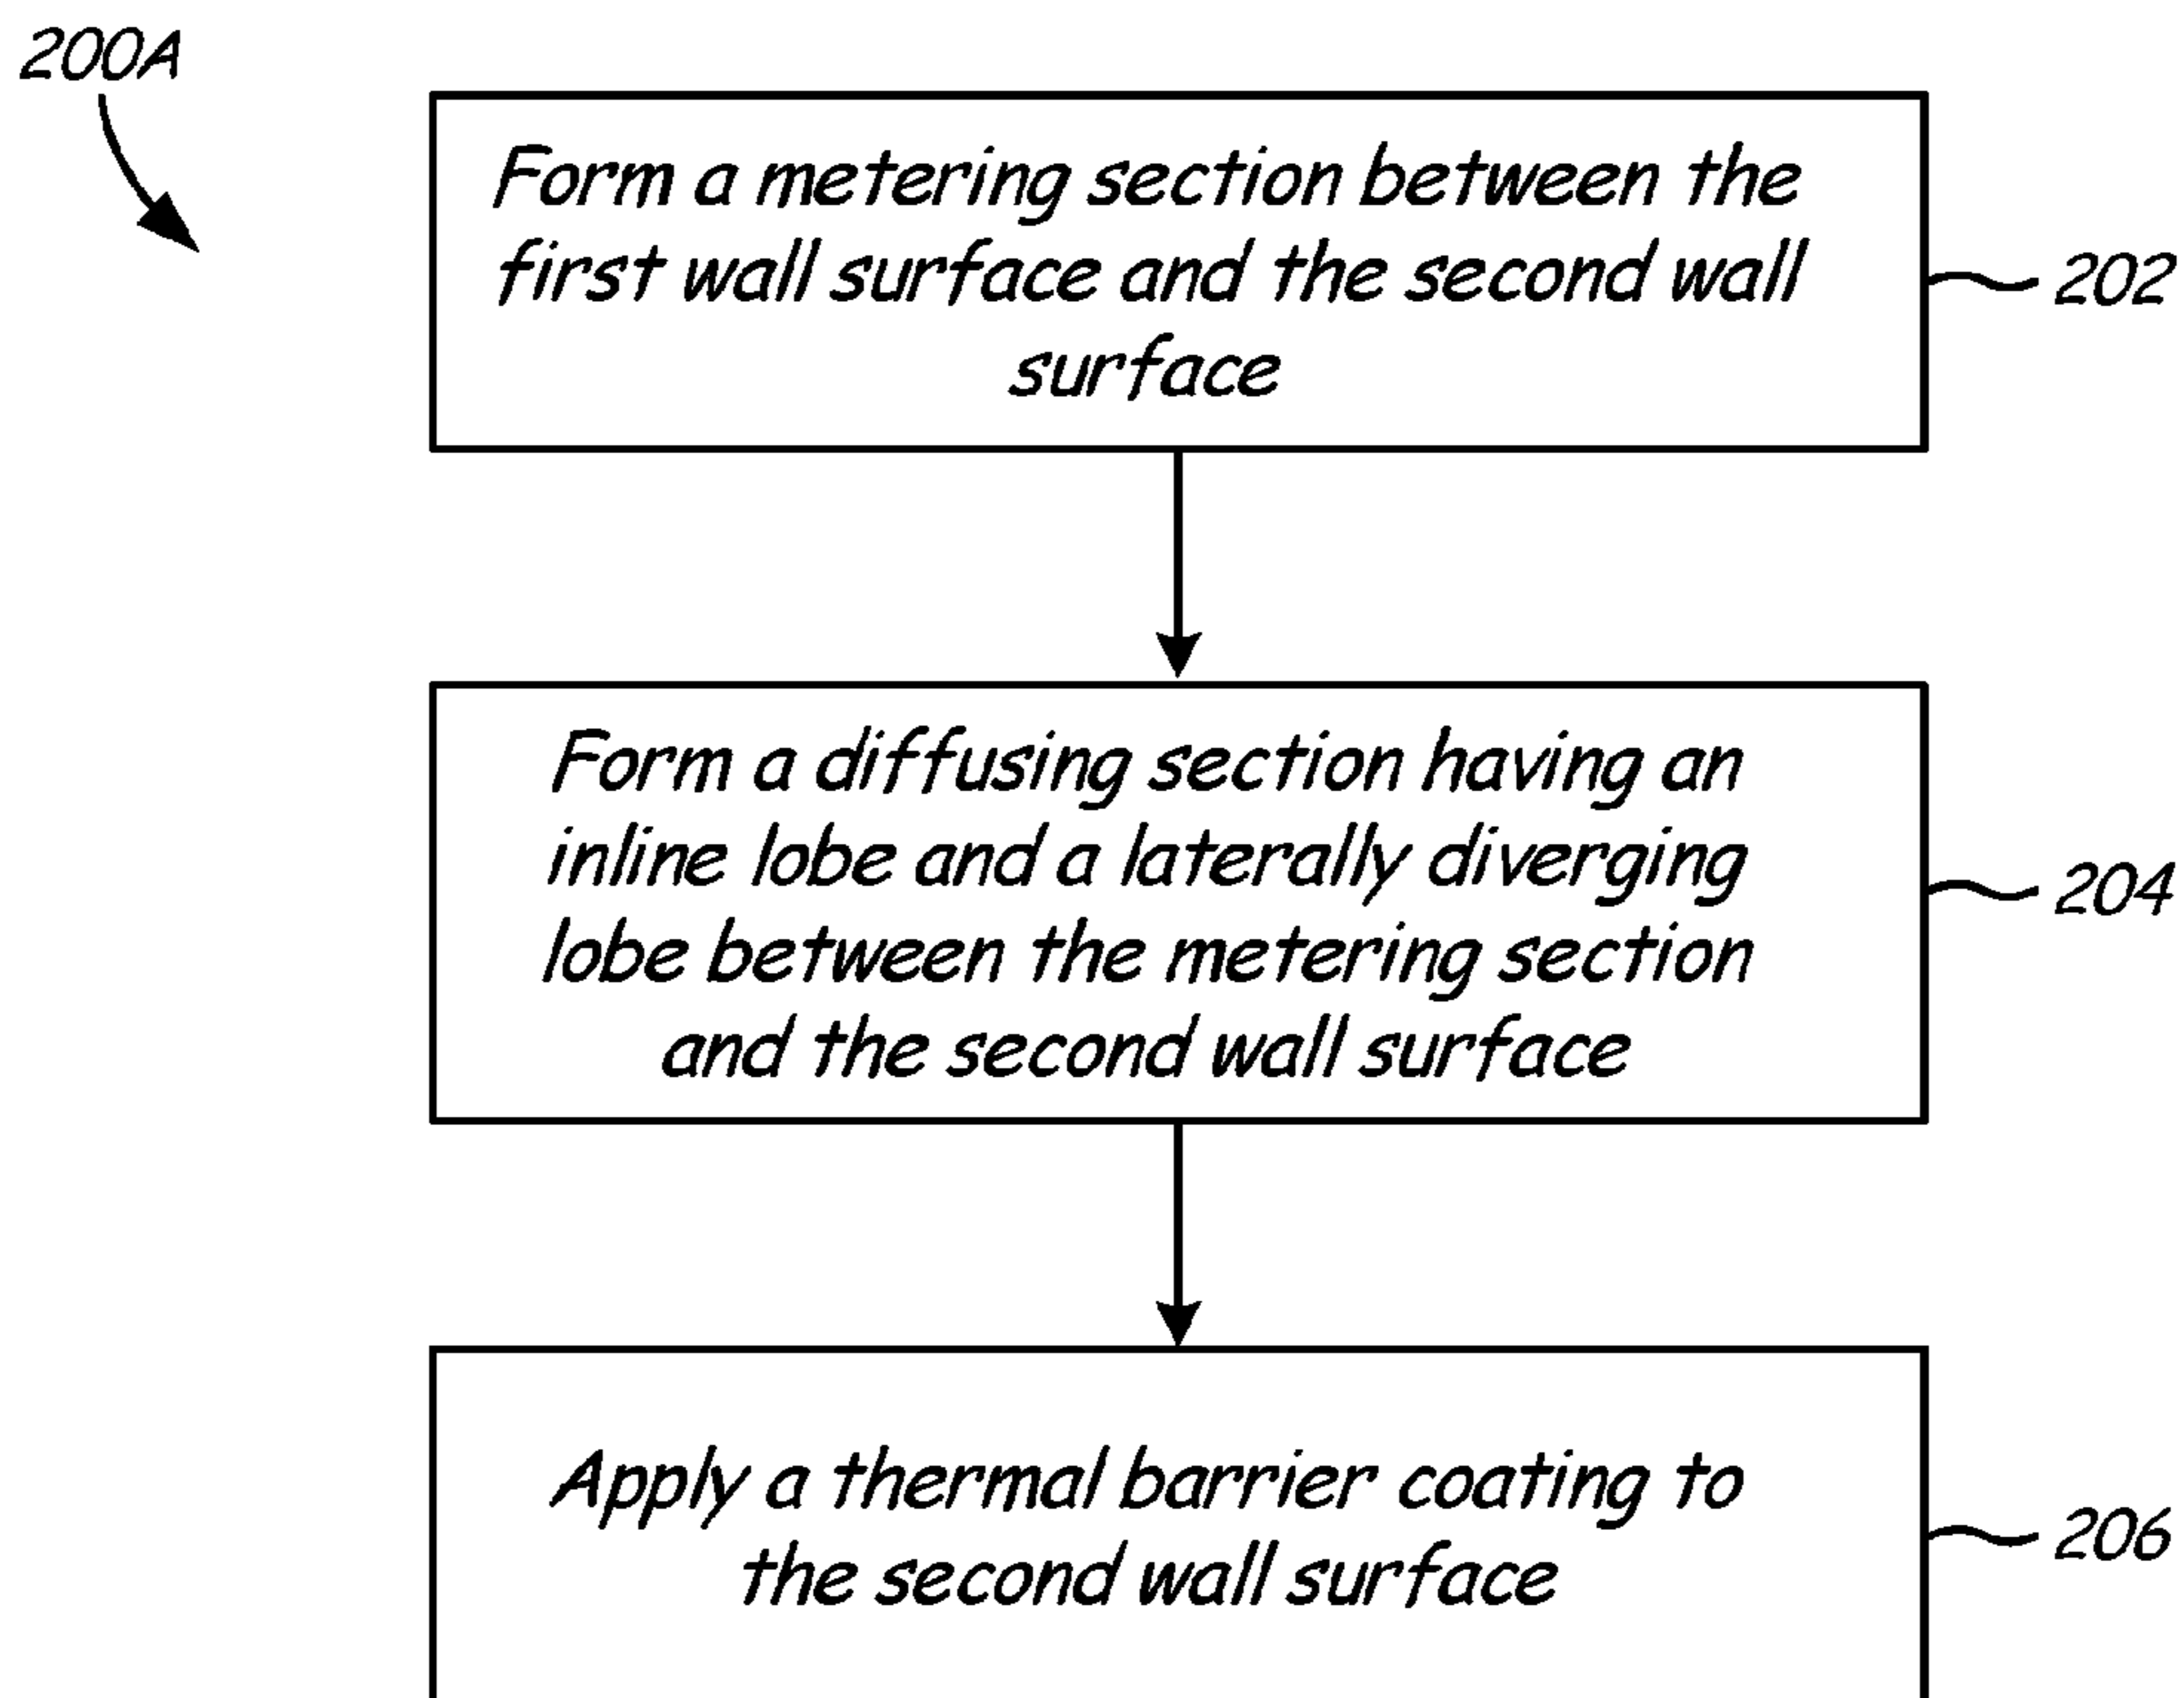 200A
Form a metering section between the
first wall surface and the second wall
surface
202
Form a diffusing section having an
inline lobe and a laterally diverging
lobe between the metering section
and the second wall surface
204
Apply a thermal barrier coating to
the second wall surface
206